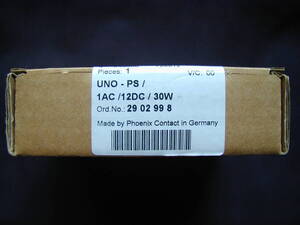 Pieces: 1
V/C: 00
UNO - PS /
1AC /12DC / 30W
Ord.No.: 29 02 99 8
Made by Phoenix Contact in Germany